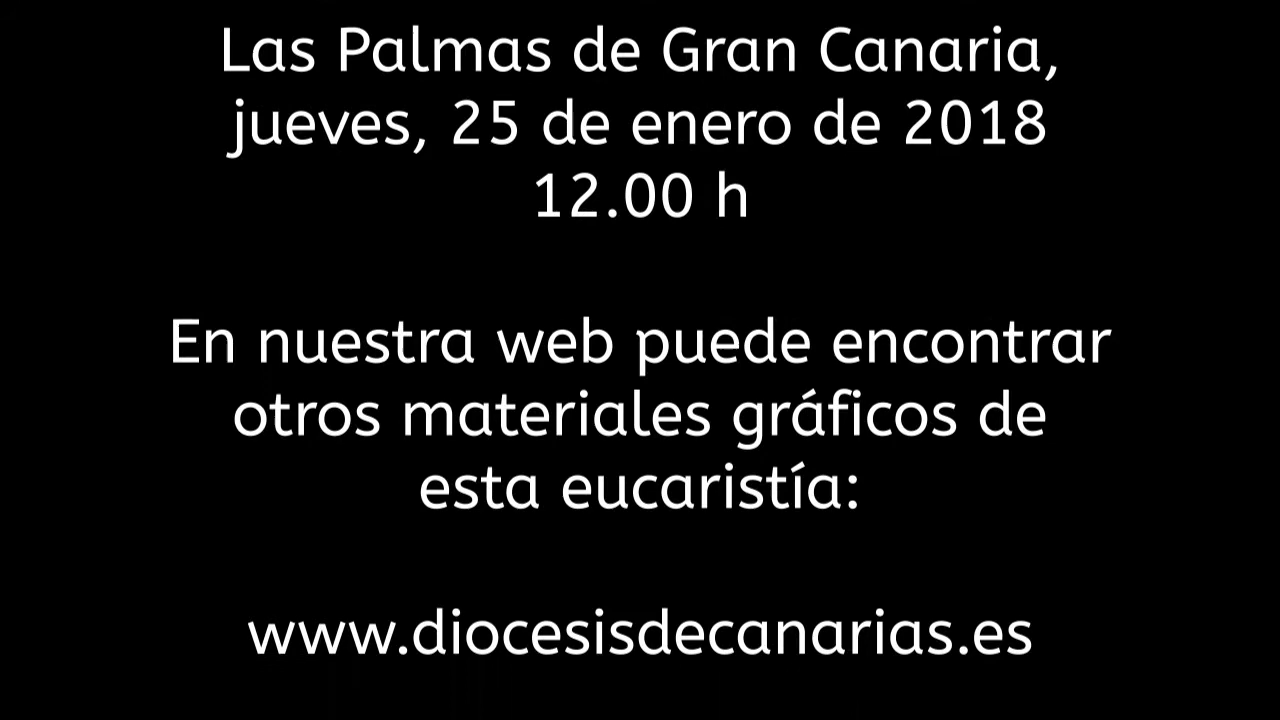 Las Palmas de Gran Canaria,
jueves, 25 de enero de 2018
12.00 h
En nuestra web puede encontrar
otros materiales gráficos de
esta eucaristía:
www.diocesisdecanarias.es